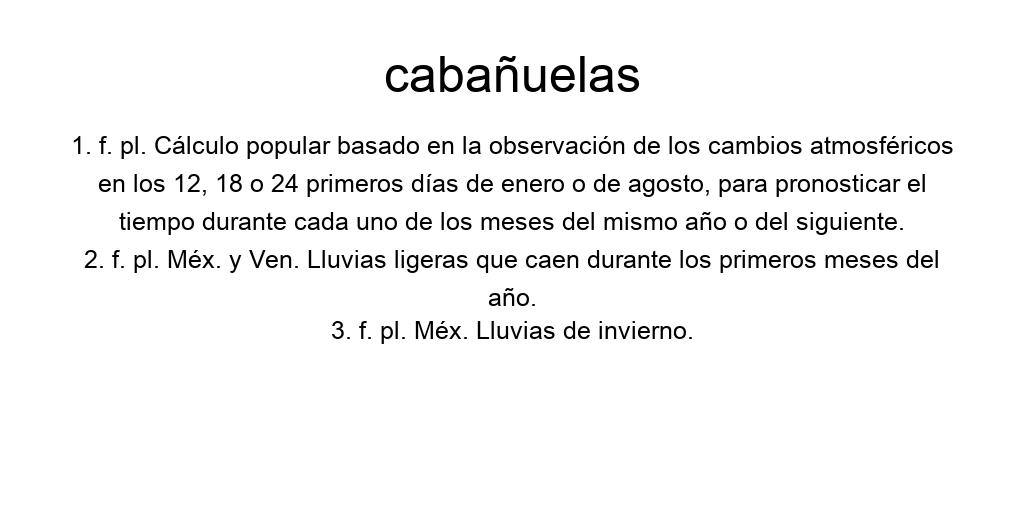 cabañuelas
1. f. pl. Cálculo popular basado en la observación de los cambios atmosféricos
en los 12, 18 o 24 primeros días de enero o de agosto, para pronosticar el
tiempo durante cada uno de los meses del mismo año o del siguiente.
2. f. pl. Méx. y Ven. Lluvias ligeras que caen durante los primeros meses del
año.
3. f. pl. Méx. Lluvias de invierno.